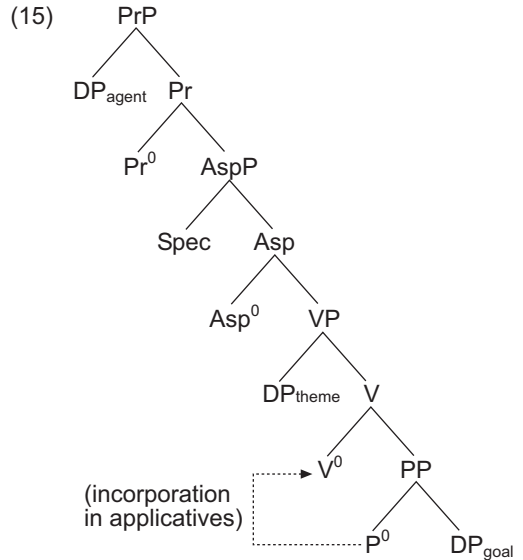 (15) PrP
DPagent Pr
Pr0 AspP
Spec Asp
Asp0 VP
DPtheme V
V0 PP
(incorporation
in applicatives)
P0 DPgoal